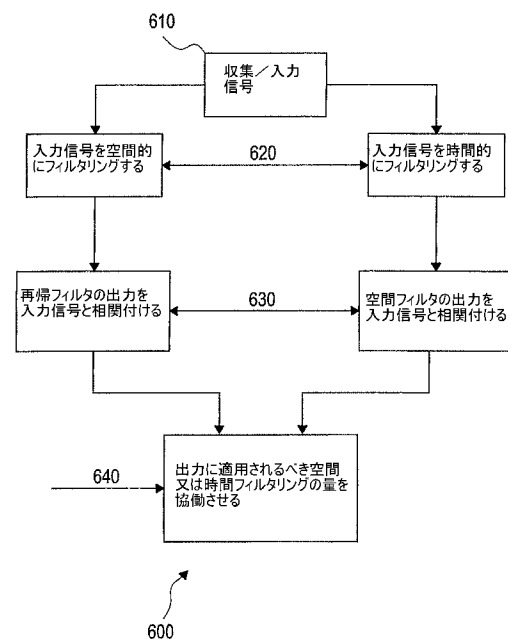 610
収集／入力
信号
入力信号を空間的
にフィルタリングする
620
入力信号を時間的
にフィルタリングする
再帰フィルタの出力を
入力信号と相関付ける
630
空間フィルタの出力を
入力信号と相関付ける
640
出力に適用されるべき空間
又は時間フィルタリングの量を
協働させる
600